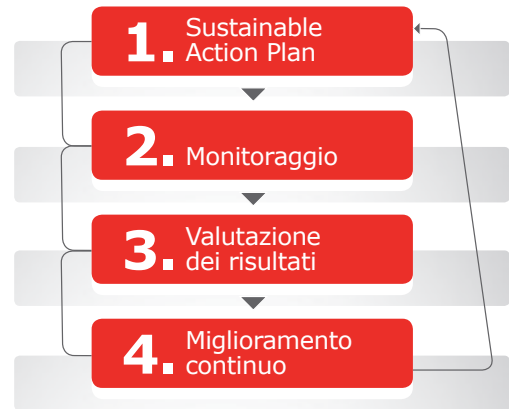 1. Sustainable
Action Plan
2. Monitoraggio
3. Valutazione
dei risultati
4. Miglioramento
continuo